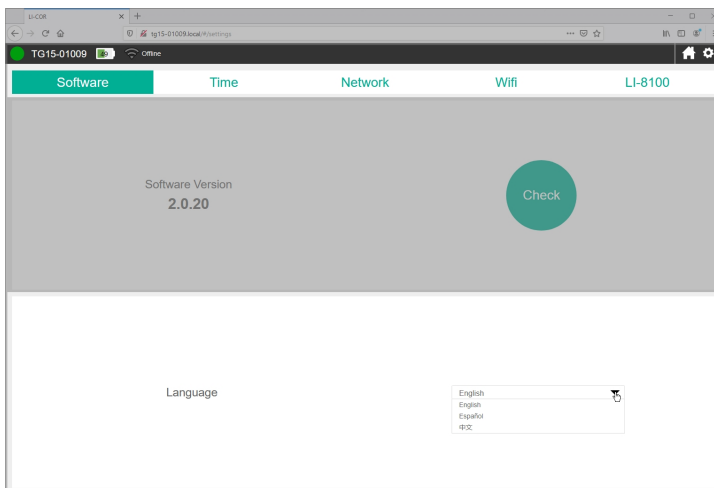 LI-COR
tg15-01009.local/#/settings
TG15-01009
Offline
Software Time Network Wifi LI-8100
Software Version
2.0.20
Check
Language
English
English
Español
中文